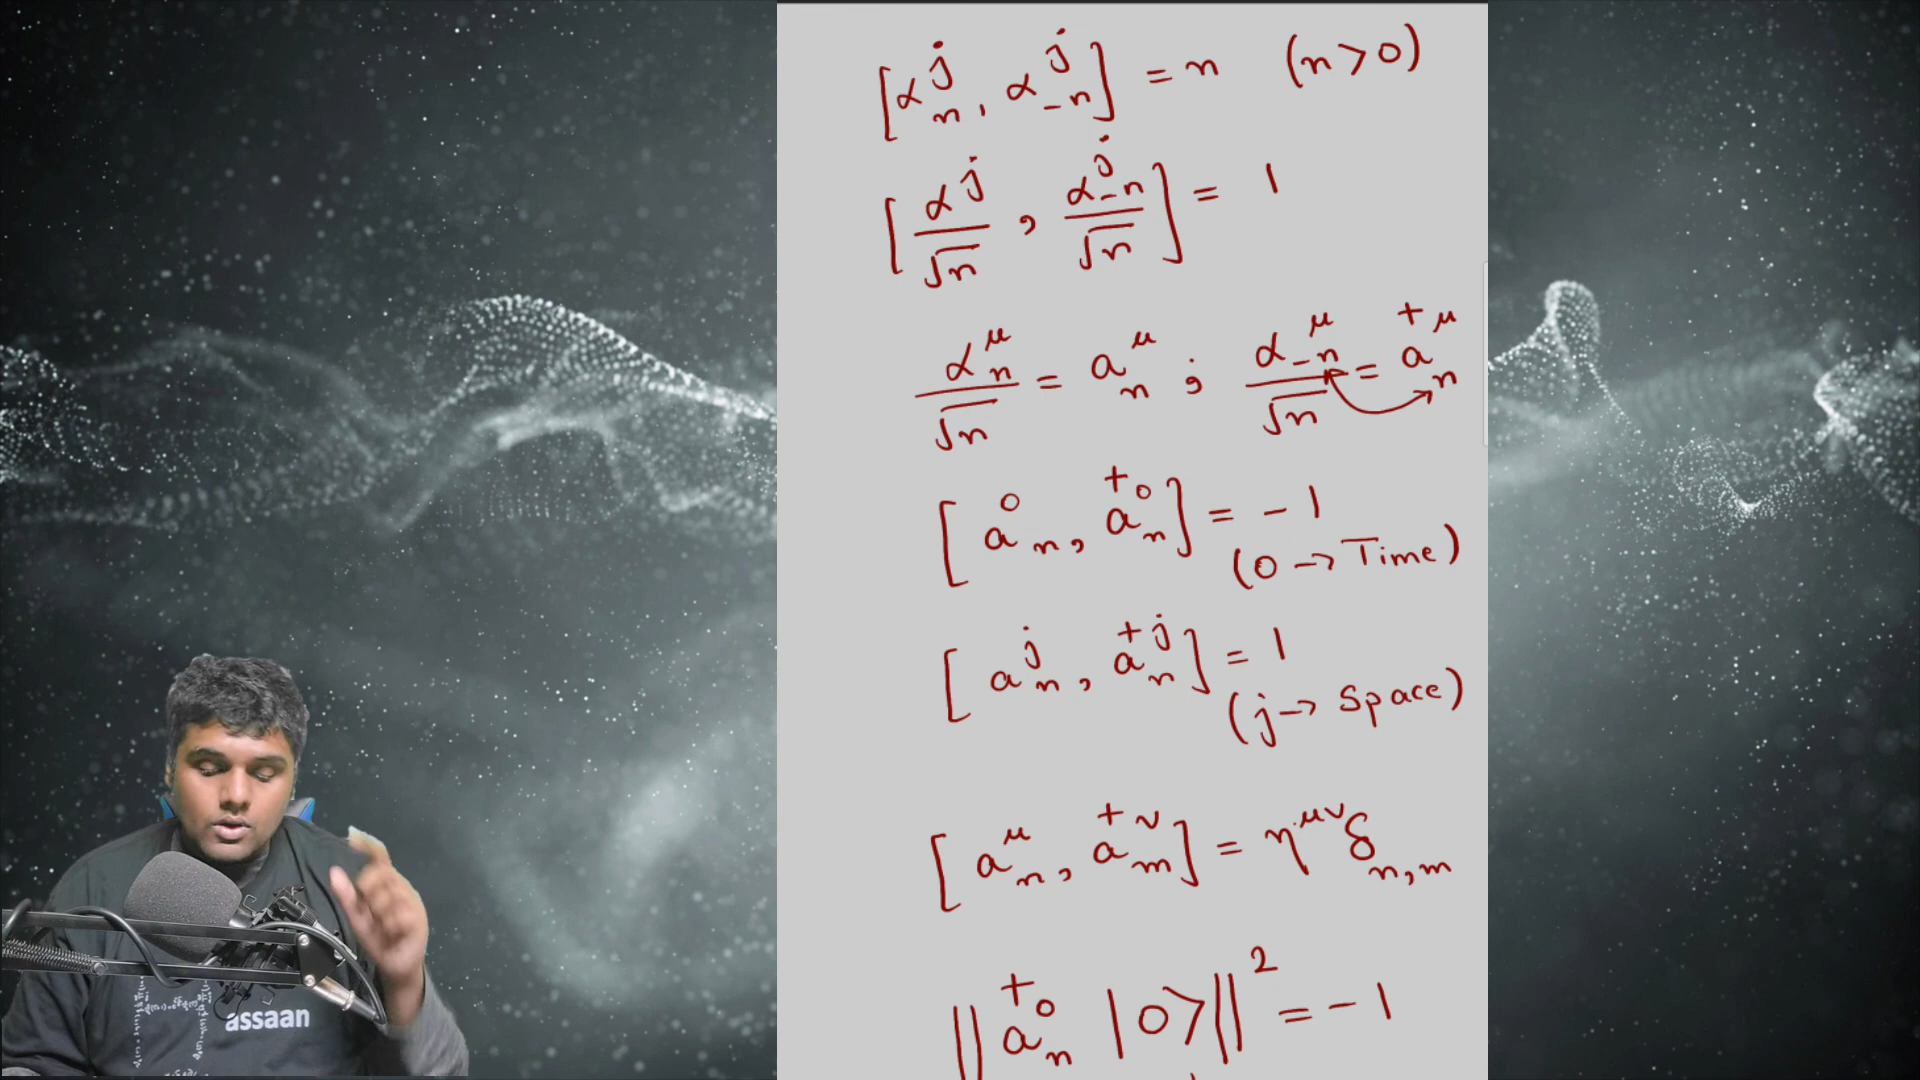 [α^j_n, α^j_{-n}] = n (n>0)
[α^j/√n, α^j_{-n}/√n] = 1
α^μ_n/√n = a^μ_n ; α^μ_{-n}/√n = a^{+μ}_n
[a^0_n, a^{+0}_n] = -1
(0 → Time)
[a^j_n, a^{+j}_n] = 1
(j → Space)
[a^μ_n, a^{+ν}_m] = η^{μν} δ_{n,m}
||a^{+0}_n |0>||^2 = -1
assaan